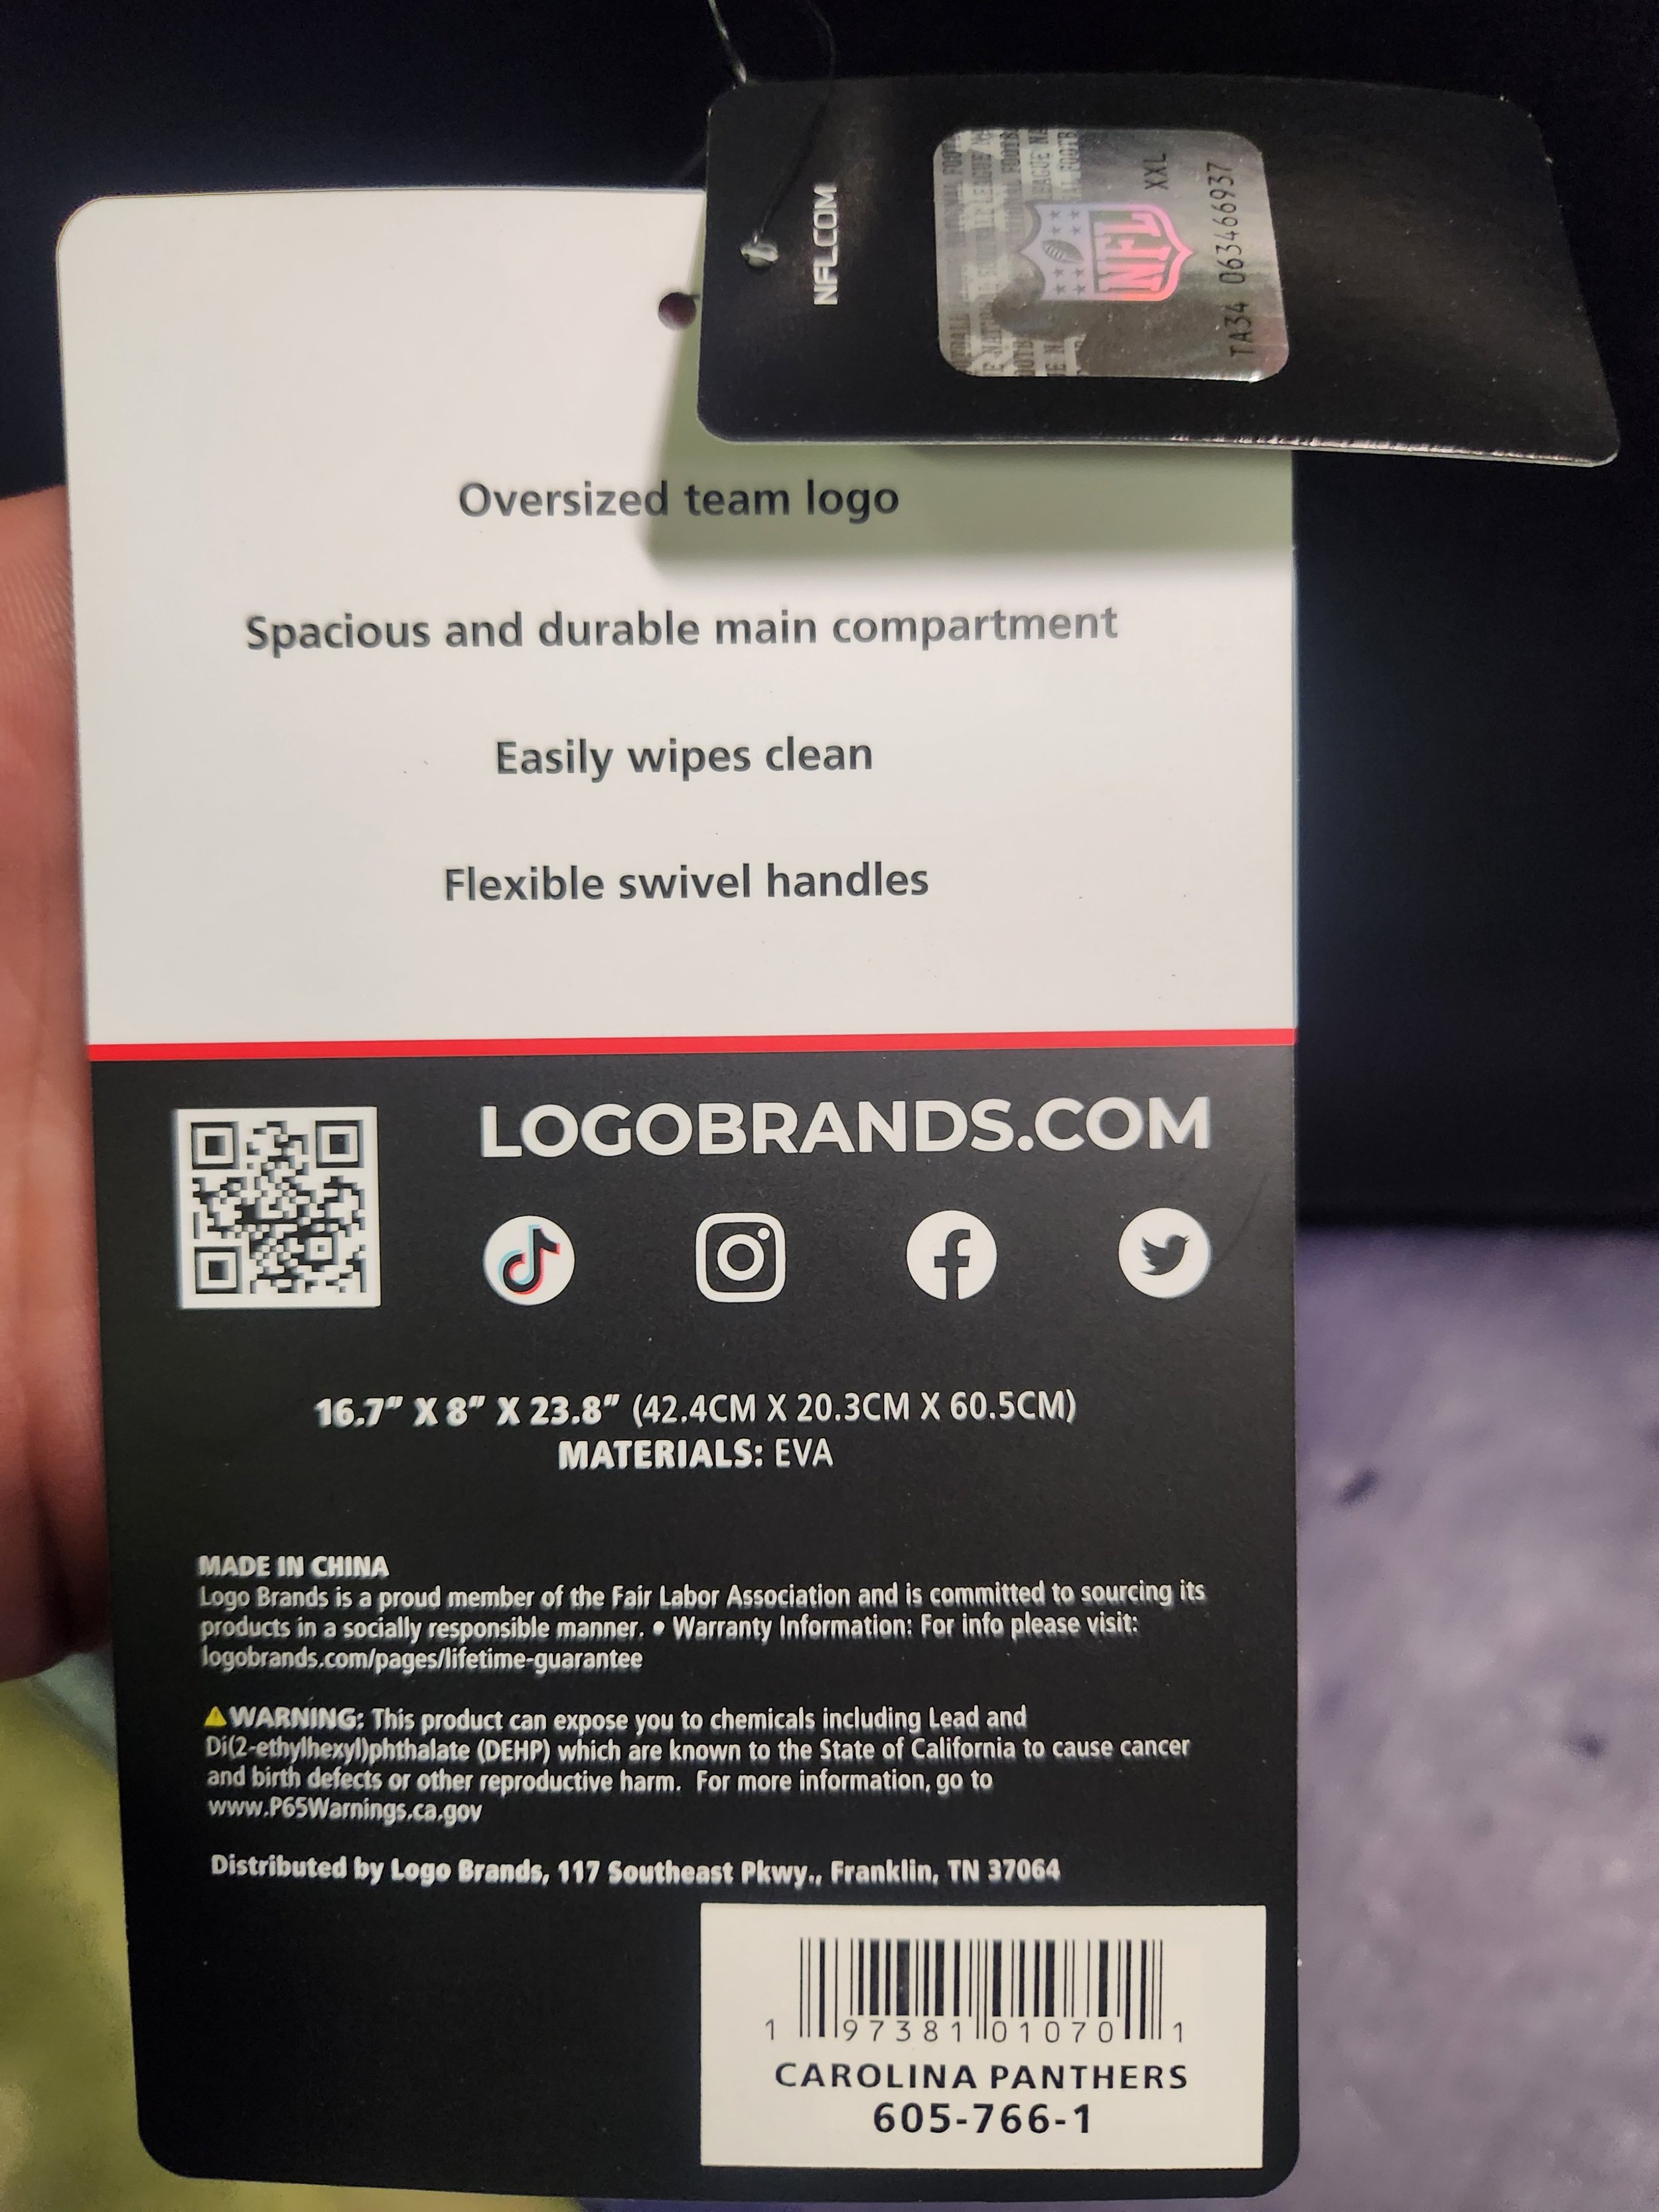 NFL.COM
NFL
XXL
TA34 063466937
Oversized team logo
Spacious and durable main compartment
Easily wipes clean
Flexible swivel handles
LOGOBRANDS.COM
16.7” X 8” X 23.8” (42.4CM X 20.3CM X 60.5CM)
MATERIALS: EVA
MADE IN CHINA
Logo Brands is a proud member of the Fair Labor Association and is committed to sourcing its
products in a socially responsible manner. • Warranty Information: For info please visit:
logobrands.com/pages/lifetime-guarantee
WARNING: This product can expose you to chemicals including Lead and
Di(2-ethylhexyl)phthalate (DEHP) which are known to the State of California to cause cancer
and birth defects or other reproductive harm. For more information, go to
www.P65Warnings.ca.gov
Distributed by Logo Brands, 117 Southeast Pkwy., Franklin, TN 37064
1 97381 01070 1
CAROLINA PANTHERS
605-766-1